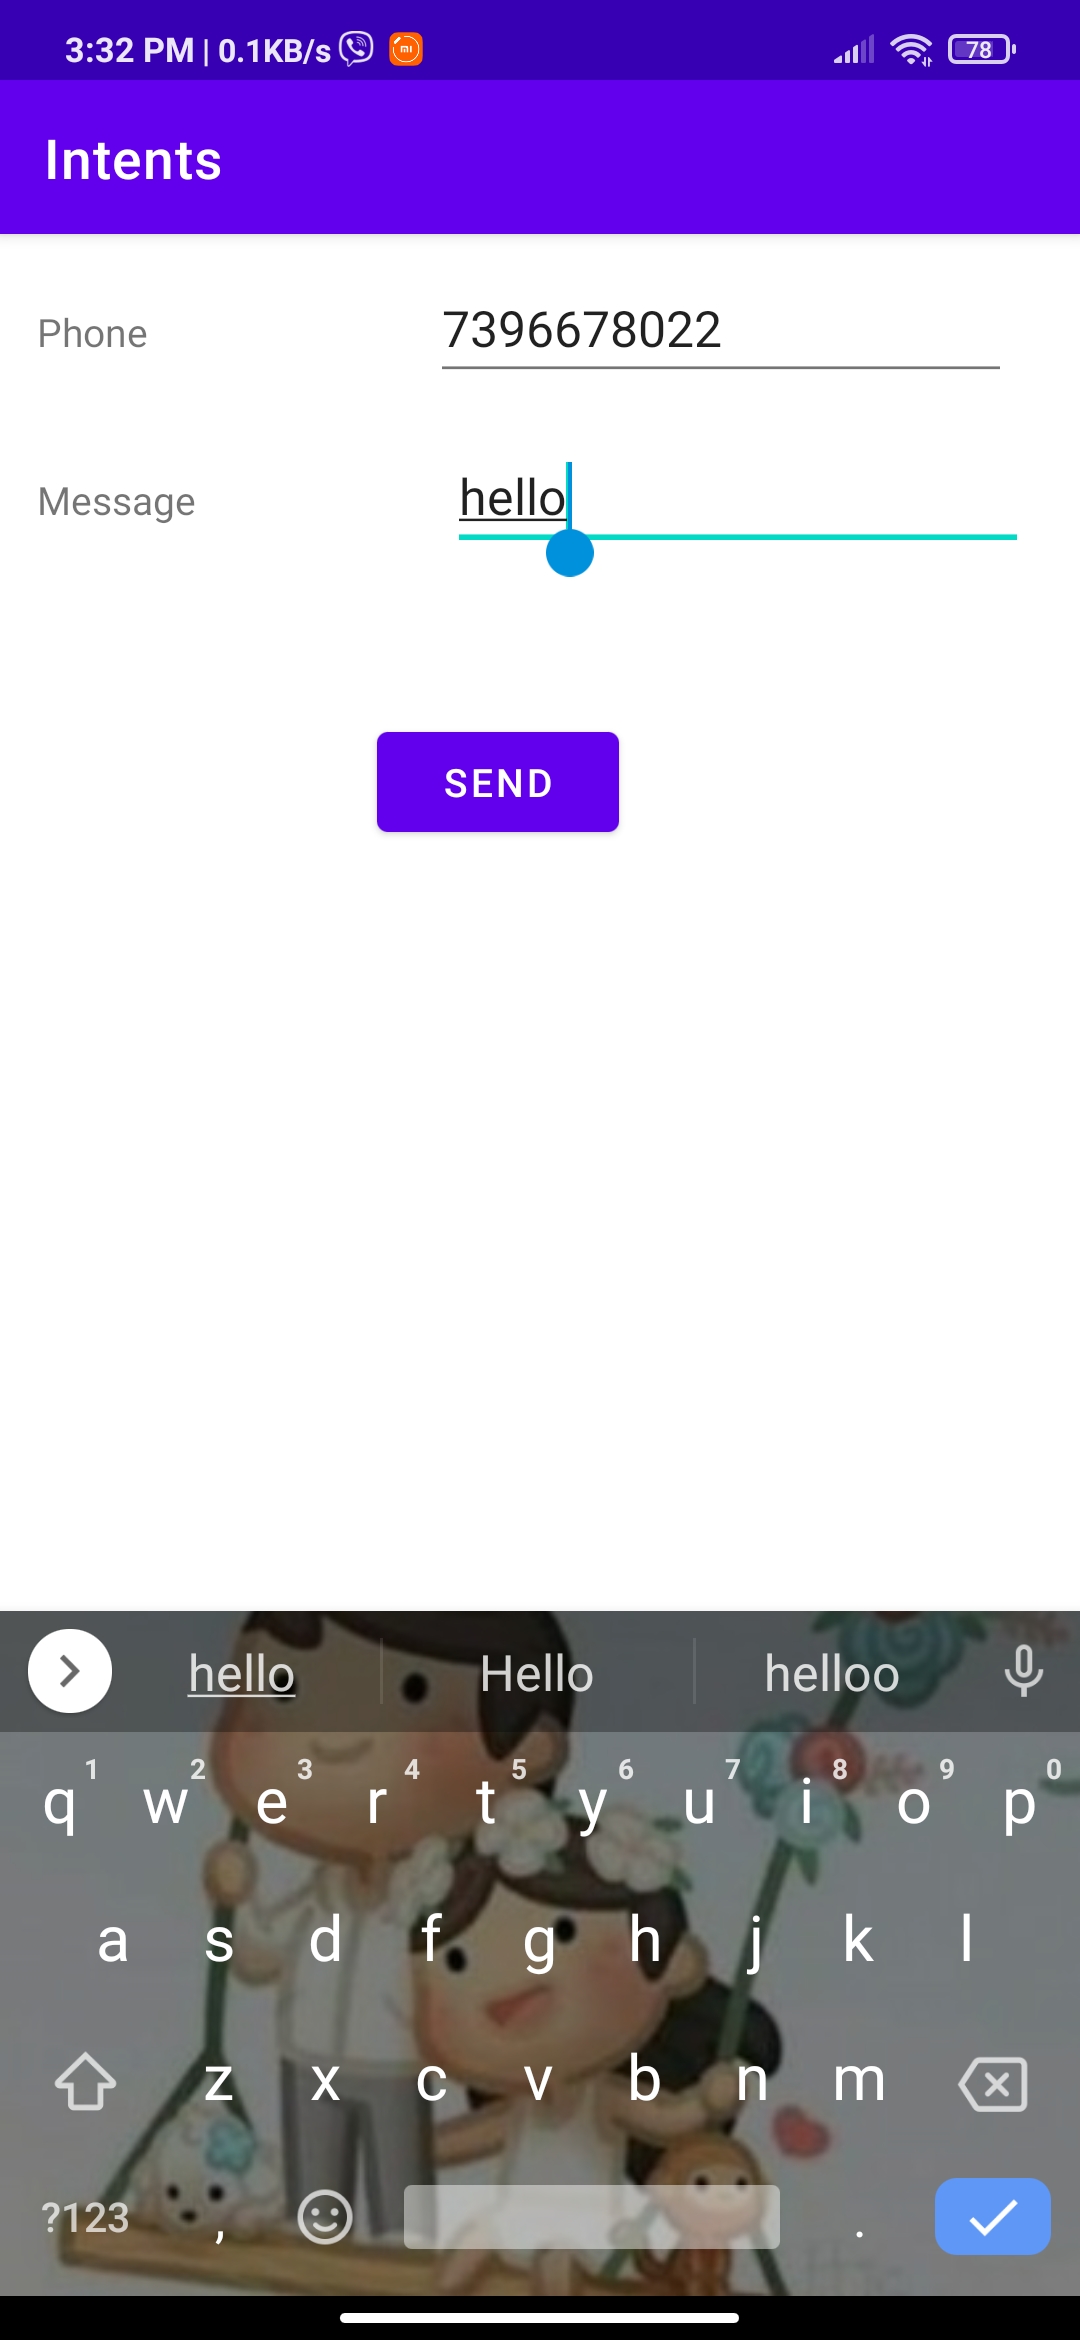 3:32 PM | 0.1KB/s 78
Intents
Phone 7396678022
Message hello
SEND
hello Hello helloo
1 2 3 4 5 6 7 8 9 0
q w e r t y u i o p
a s d f g h j k l
z x c v b n m
?123 , .